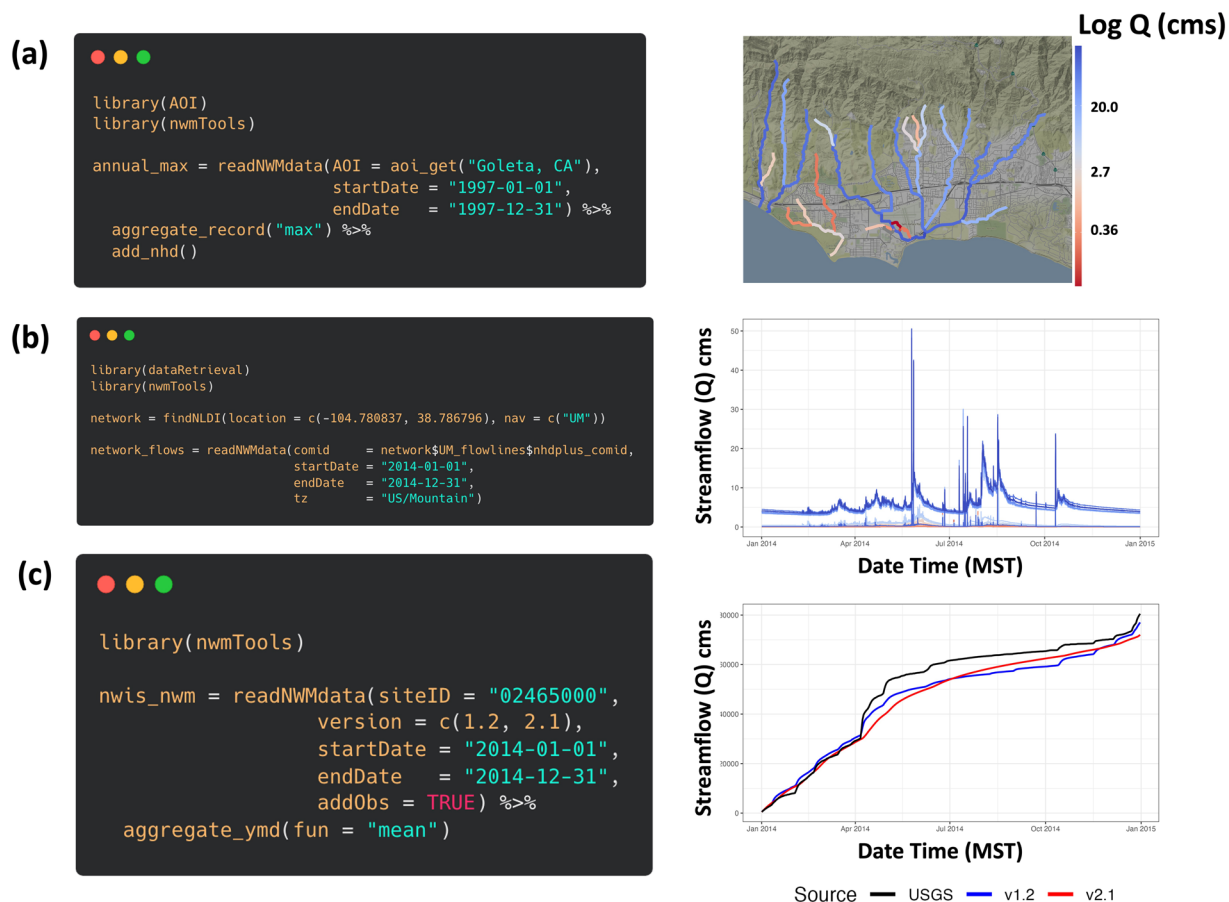 (a)
library(AOI)
library(nwmTools)
annual_max = readNWMdata(AOI = aoi_get("Goleta, CA"),
startDate = "1997-01-01",
endDate = "1997-12-31") %>%
aggregate_record("max") %>%
add_nhd()
Log Q (cms)
20.0
2.7
0.36
(b)
library(dataRetrieval)
library(nwmTools)
network = findNLDI(location = c(-104.780837, 38.786796), nav = c("UM"))
network_flows = readNWMdata(comid = network$UM_flowlines$nhdplus_comid,
startDate = "2014-01-01",
endDate = "2014-12-31",
tz = "US/Mountain")
Streamflow (Q) cms
50
40
30
20
10
0
Jan 2014 Apr 2014 Jul 2014 Oct 2014 Jan 2015
Date Time (MST)
(c)
library(nwmTools)
nwis_nwm = readNWMdata(siteID = "02465000",
version = c(1.2, 2.1),
startDate = "2014-01-01",
endDate = "2014-12-31",
addObs = TRUE) %>%
aggregate_ymd(fun = "mean")
Streamflow (Q) cms
0
Jan 2014 Apr 2014 Jul 2014 Oct 2014 Jan 2015
Date Time (MST)
Source USGS v1.2 v2.1